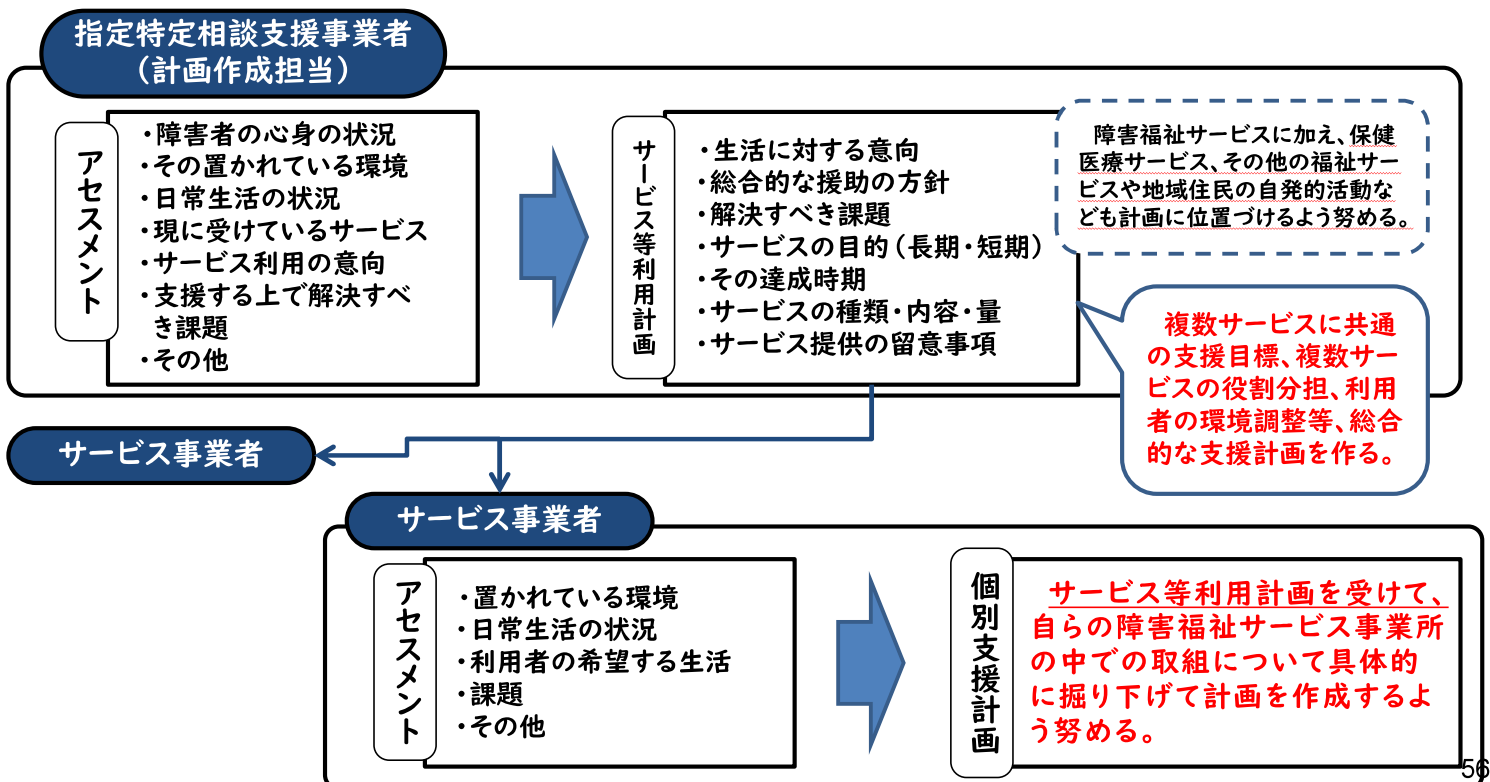 指定特定相談支援事業者
（計画作成担当）
アセスメント
・障害者の心身の状況
・その置かれている環境
・日常生活の状況
・現に受けているサービス
・サービス利用の意向
・支援する上で解決すべ
き課題
・その他
サービス等利用計画
・生活に対する意向
・総合的な援助の方針
・解決すべき課題
・サービスの目的（長期・短期）
・その達成時期
・サービスの種類・内容・量
・サービス提供の留意事項
障害福祉サービスに加え、保健
医療サービス、その他の福祉サー
ビスや地域住民の自発的活動な
ども計画に位置づけるよう努める。
複数サービスに共通
の支援目標、複数サー
ビスの役割分担、利用
者の環境調整等、総合
的な支援計画を作る。
サービス事業者
サービス事業者
アセスメント
・置かれている環境
・日常生活の状況
・利用者の希望する生活
・課題
・その他
個別支援計画
サービス等利用計画を受けて、
自らの障害福祉サービス事業所
の中での取組について具体的
に掘り下げて計画を作成するよ
う努める。
56